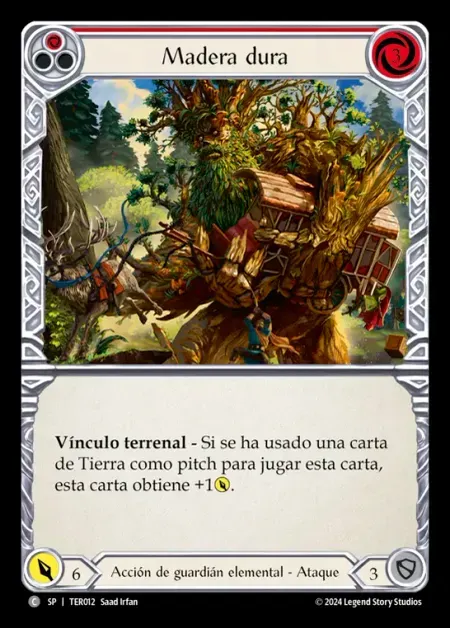 Madera dura
3
Vínculo terrenal - Si se ha usado una carta
de Tierra como pitch para jugar esta carta,
esta carta obtiene +1.
6
Acción de guardián elemental - Ataque
3
C SP | TER012 Saad Irfan
© 2024 Legend Story Studios